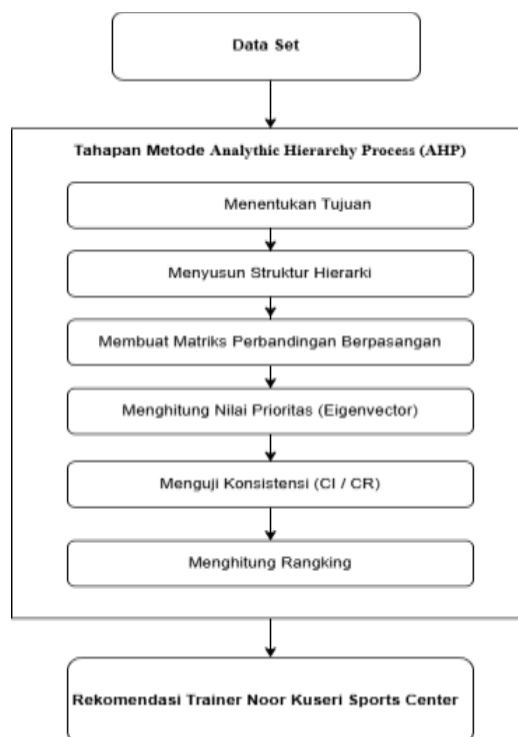 Data Set
Tahapan Metode Analythic Hierarchy Process (AHP)
Menentukan Tujuan
Menyusun Struktur Hierarki
Membuat Matriks Perbandingan Berpasangan
Menghitung Nilai Prioritas (Eigenvector)
Menguji Konsistensi (CI / CR)
Menghitung Rangking
Rekomendasi Trainer Noor Kuseri Sports Center